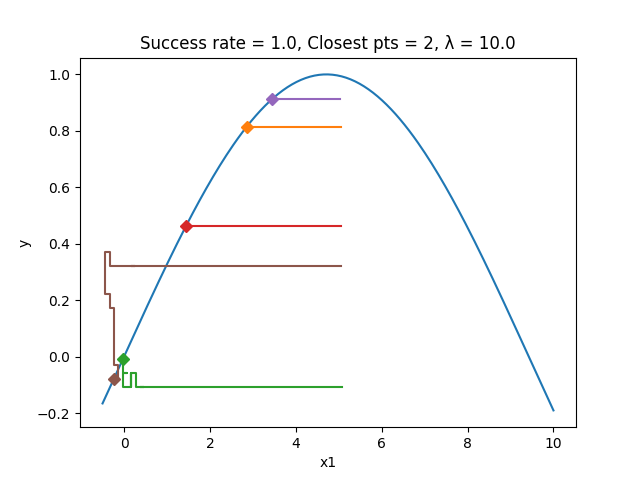 Success rate = 1.0, Closest pts = 2, λ = 10.0
1.0
0.8
0.6
0.4
0.2
0.0
−0.2
y
0 2 4 6 8 10
x1